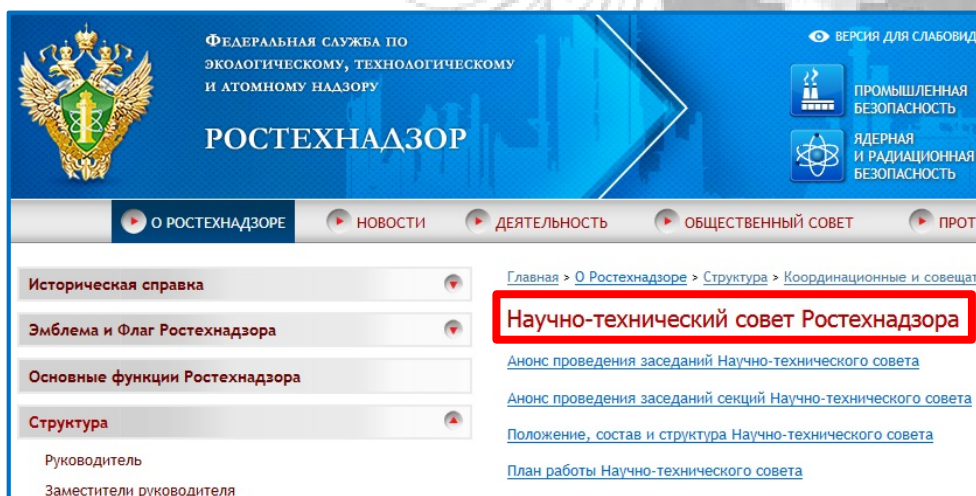 ФЕДЕРАЛЬНАЯ СЛУЖБА ПО
ЭКОЛОГИЧЕСКОМУ, ТЕХНОЛОГИЧЕСКОМУ
И АТОМНОМУ НАДЗОРУ
РОСТЕХНАДЗОР
ВЕРСИЯ ДЛЯ СЛАБОВИД
ПРОМЫШЛЕННАЯ
БЕЗОПАСНОСТЬ
ЯДЕРНАЯ
И РАДИАЦИОННАЯ
БЕЗОПАСНОСТЬ
О РОСТЕХНАДЗОРЕ НОВОСТИ ДЕЯТЕЛЬНОСТЬ ОБЩЕСТВЕННЫЙ СОВЕТ ПРОТ
Историческая справка
Эмблема и Флаг Ростехнадзора
Основные функции Ростехнадзора
Структура
Руководитель
Заместители руководителя
Главная > О Ростехнадзоре > Структура > Координационные и совещат
Научно-технический совет Ростехнадзора
Анонс проведения заседаний Научно-технического совета
Анонс проведения заседаний секций Научно-технического совета
Положение, состав и структура Научно-технического совета
План работы Научно-технического совета